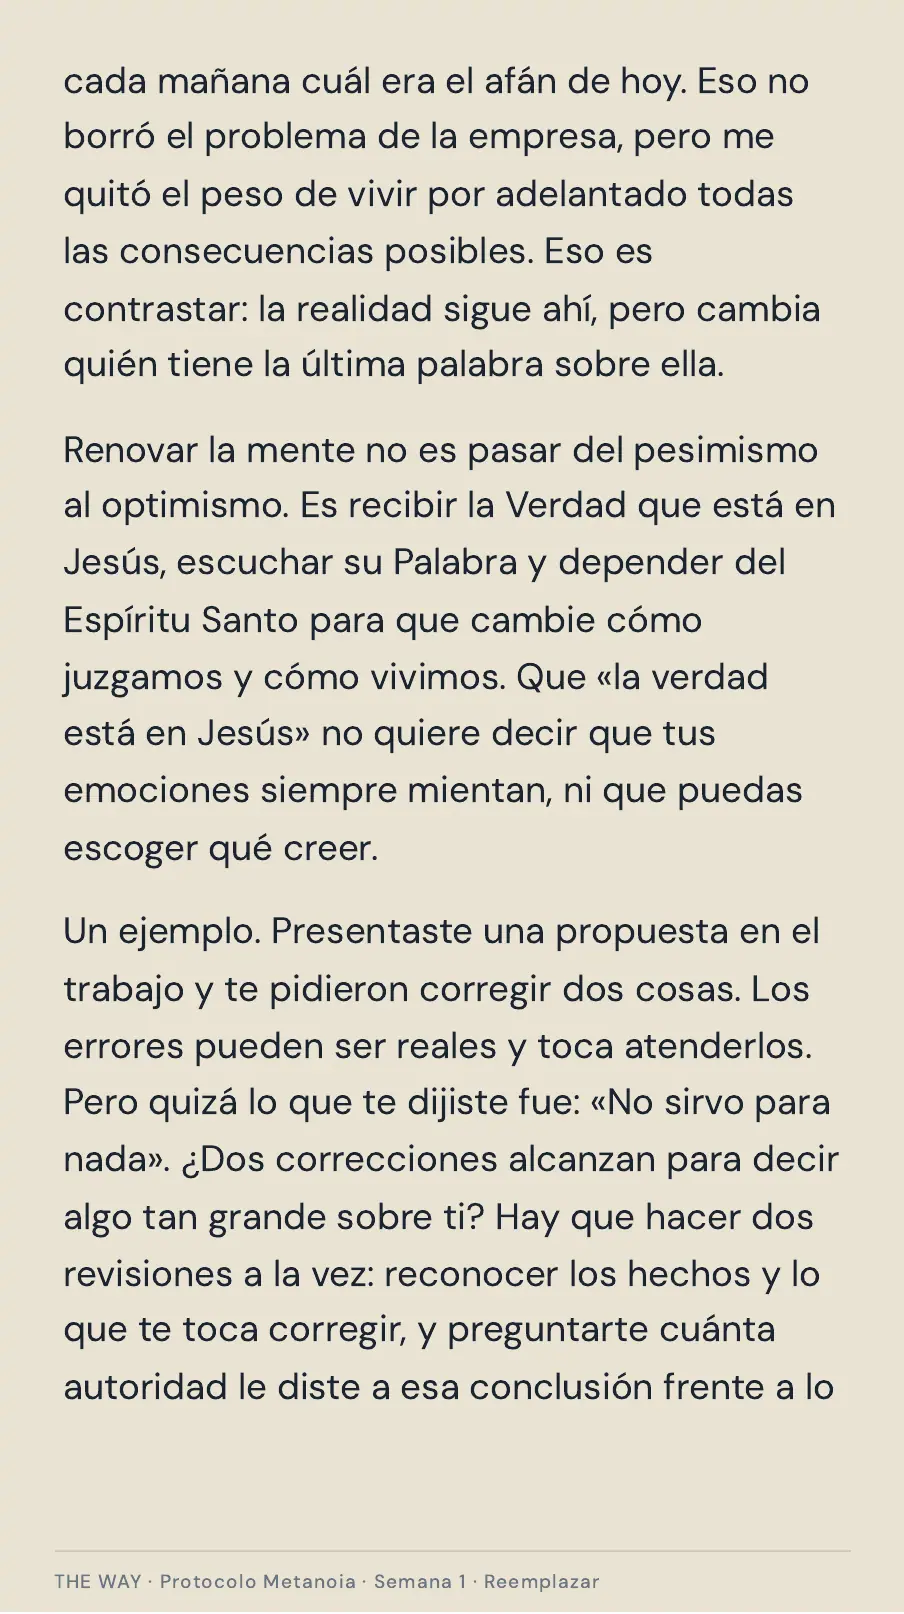 cada mañana cuál era el afán de hoy. Eso no
borró el problema de la empresa, pero me
quitó el peso de vivir por adelantado todas
las consecuencias posibles. Eso es
contrastar: la realidad sigue ahí, pero cambia
quién tiene la última palabra sobre ella.
Renovar la mente no es pasar del pesimismo
al optimismo. Es recibir la Verdad que está en
Jesús, escuchar su Palabra y depender del
Espíritu Santo para que cambie cómo
juzgamos y cómo vivimos. Que «la verdad
está en Jesús» no quiere decir que tus
emociones siempre mientan, ni que puedas
escoger qué creer.
Un ejemplo. Presentaste una propuesta en el
trabajo y te pidieron corregir dos cosas. Los
errores pueden ser reales y toca atenderlos.
Pero quizá lo que te dijiste fue: «No sirvo para
nada». ¿Dos correcciones alcanzan para decir
algo tan grande sobre ti? Hay que hacer dos
revisiones a la vez: reconocer los hechos y lo
que te toca corregir, y preguntarte cuánta
autoridad le diste a esa conclusión frente a lo
THE WAY · Protocolo Metanoia · Semana 1 · Reemplazar